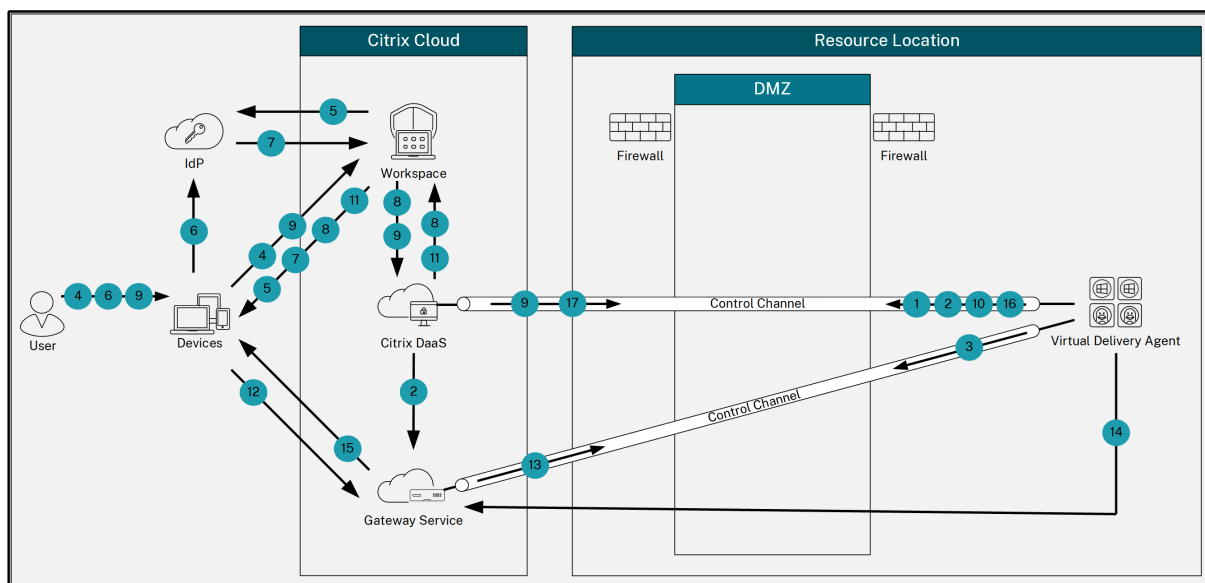 Citrix Cloud
Resource Location
DMZ
5
7
IdP
Workspace
Firewall
Firewall
6
4
9
11
8
7
5
8
9
8
11
4
6
9
User
Devices
Citrix DaaS
9
17
Control Channel
1
2
10
16
Virtual Delivery Agent
3
Control Channel
2
12
15
13
14
Gateway Service